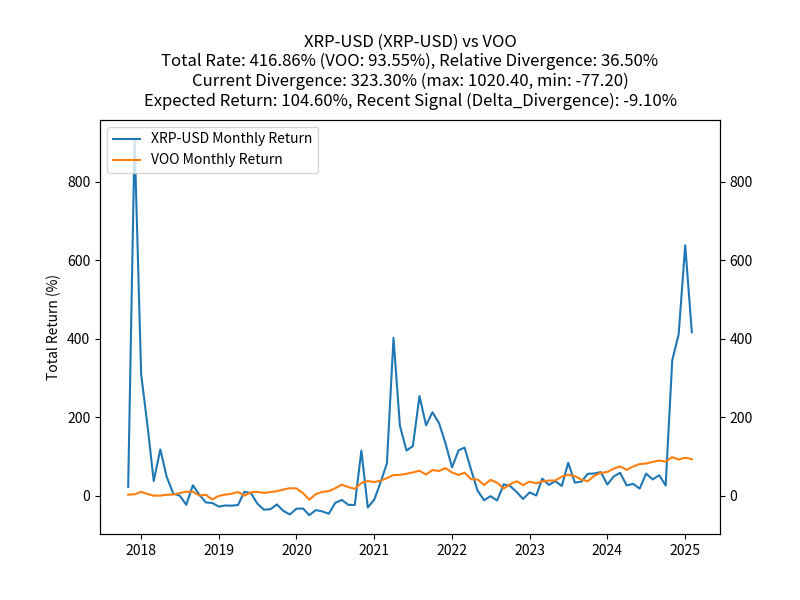 XRP-USD (XRP-USD) vs VOO
Total Rate: 416.86% (VOO: 93.55%), Relative Divergence: 36.50%
Current Divergence: 323.30% (max: 1020.40, min: -77.20)
Expected Return: 104.60%, Recent Signal (Delta_Divergence): -9.10%
XRP-USD Monthly Return
VOO Monthly Return
Total Return (%)
800
600
400
200
0
800
600
400
200
0
2018 2019 2020 2021 2022 2023 2024 2025